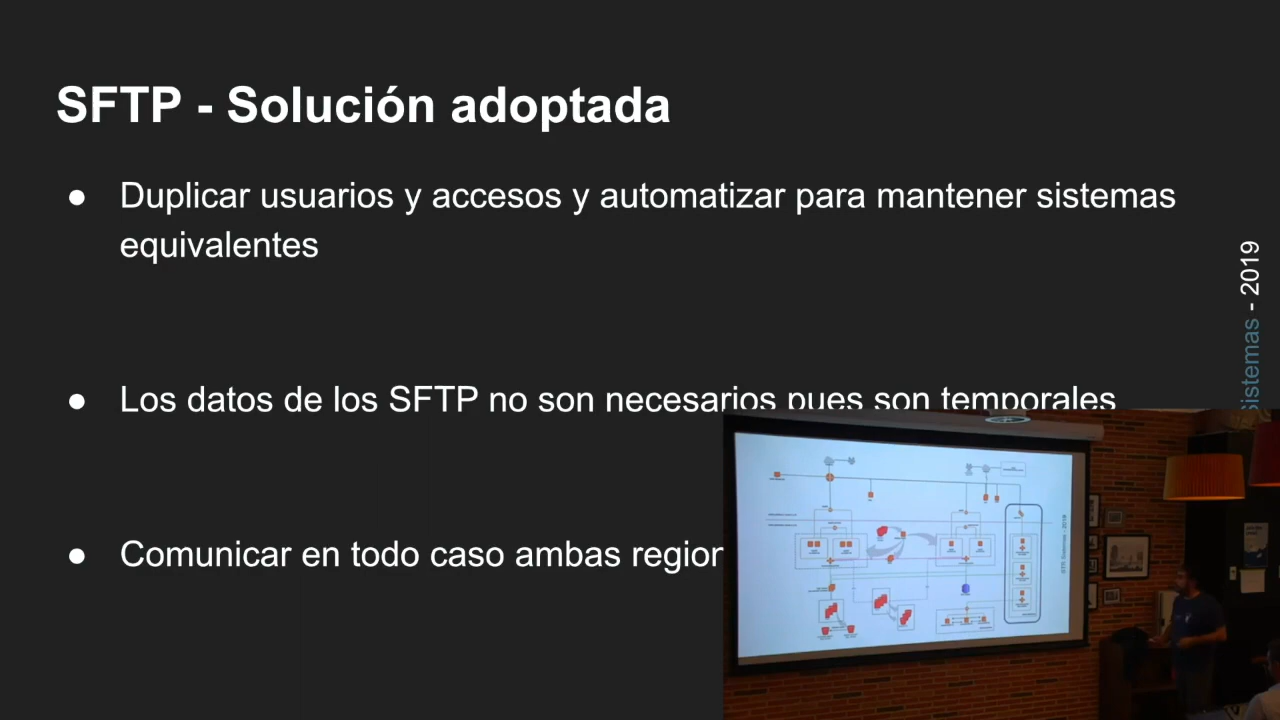 SFTP - Solución adoptada
● Duplicar usuarios y accesos y automatizar para mantener sistemas
equivalentes
● Los datos de los SFTP no son necesarios pues son temporales
● Comunicar en todo caso ambas
sistemas - 2019